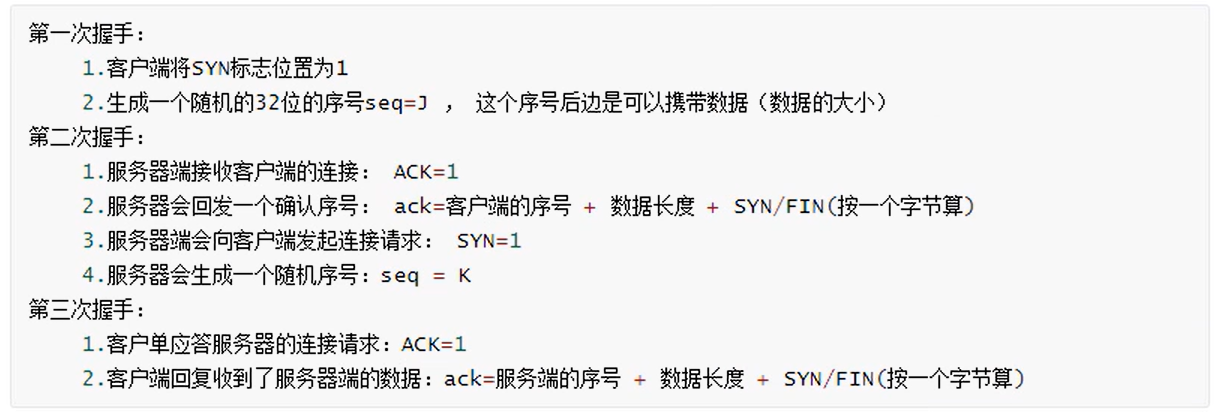 第一次握手：
1.客户端将SYN标志位置为1
2.生成一个随机的32位的序号seq=J ， 这个序号后边是可以携带数据（数据的大小）
第二次握手：
1.服务器端接收客户端的连接： ACK=1
2.服务器会回发一个确认序号： ack=客户端的序号 + 数据长度 + SYN/FIN(按一个字节算)
3.服务器端会向客户端发起连接请求： SYN=1
4.服务器会生成一个随机序号：seq = K
第三次握手：
1.客户单应答服务器的连接请求：ACK=1
2.客户端回复收到了服务器端的数据：ack=服务端的序号 + 数据长度 + SYN/FIN(按一个字节算)